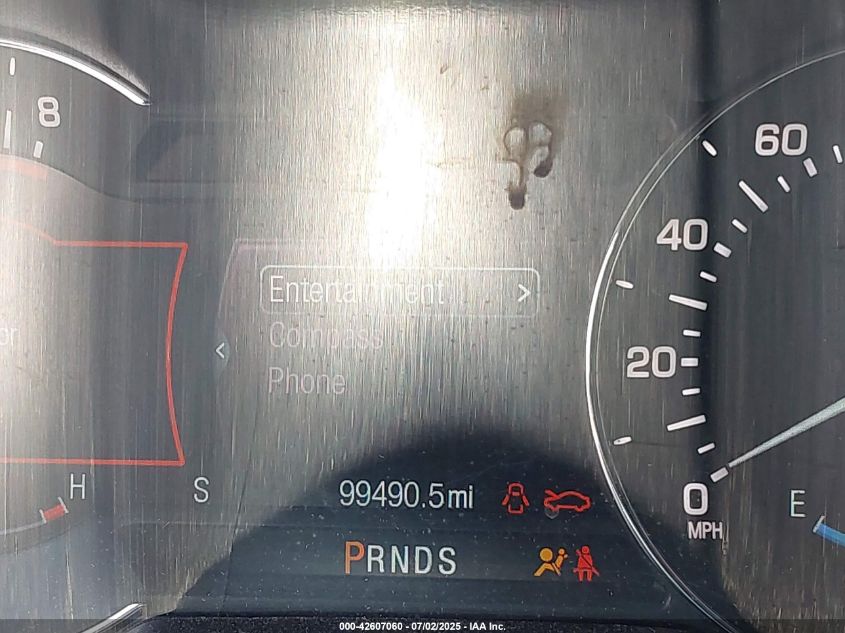 8
60
40
20
0
MPH
or
<
Entertainment >
Compass
Phone
H
S
E
99490.5mi
PRNDS
000-42607060 - 07/02/2025 - IAA Inc.